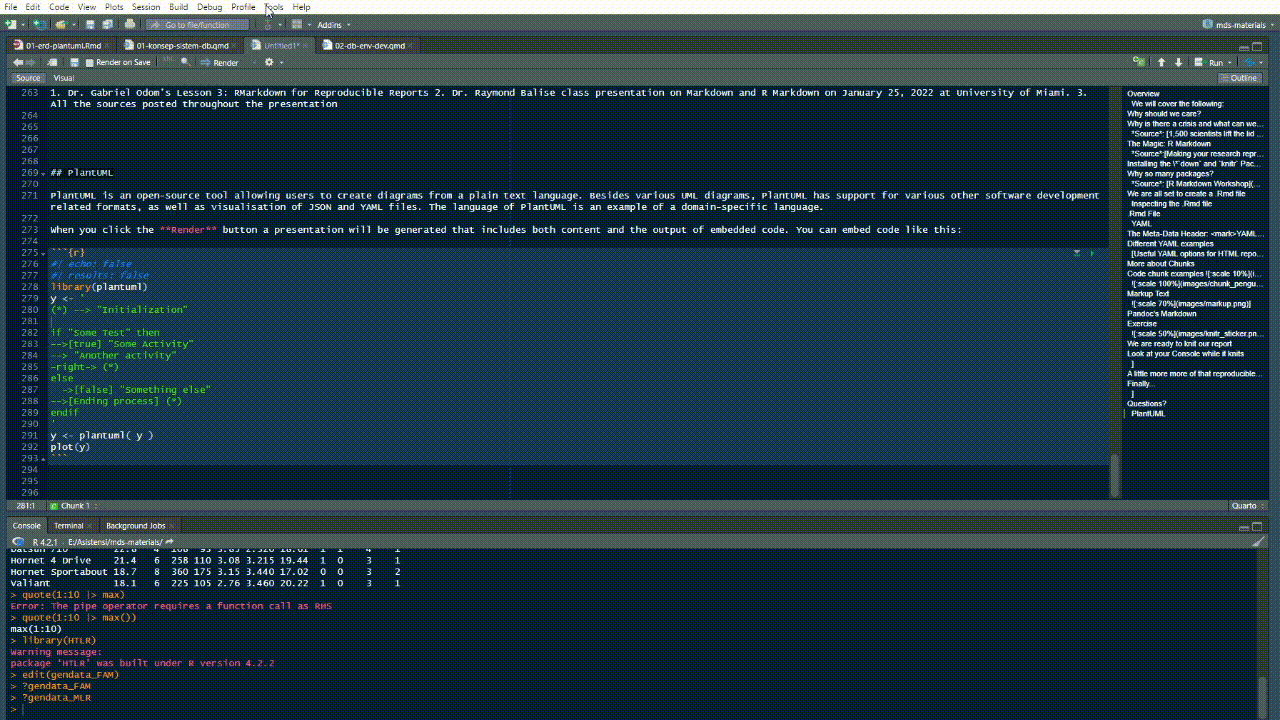 File Edit Code View Plots Session Build Debug Profile Tools Help
Go to file/function Addins mds-materials
01-erd-plantuml.Rmd 01-konsep-sistem-db.qmd Untitled1* 02-db-env-dev.qmd
Render on Save Render Run
Source Visual Outline
263 1. Dr. Gabriel Odom's Lesson 3: RMarkdown for Reproducible Reports 2. Dr. Raymond Balise class presentation on Markdown and R Markdown on January 25, 2022 at University of Miami. 3.
All the sources posted throughout the presentation
264
265
266
267
268
269 ## PlantUML
270
271 PlantUML is an open-source tool allowing users to create diagrams from a plain text language. Besides various UML diagrams, PlantUML has support for various other software development
related formats, as well as visualisation of JSON and YAML files. The language of PlantUML is an example of a domain-specific language.
272
273 When you click the **Render** button a presentation will be generated that includes both content and the output of embedded code. You can embed code like this:
274
275 ```{r}
276 #| echo: false
277 #| results: false
278 library(plantuml)
279 y <- '
280 (*) --> "Initialization"
281
282 if "Some Test" then
283 -->[true] "Some Activity"
284 --> "Another activity"
285 -right-> (*)
286 else
287 ->[false] "Something else"
288 -->[Ending process] (*)
289 endif
290 '
291 y <- plantuml( y )
292 plot(y)
293 ```
294
295
296
Overview
We will cover the following:
Why should we care?
Why is there a crisis and what can we...
*Source*: [1,500 scientists lift the lid ...
The Magic: R Markdown
*Source*:[Making your research repr...
Installing the \*`down` and `knitr` Pac...
Why so many packages?
*Source*: [R Markdown Workshop](...
We are all set to create a .Rmd file
Inspecting the .Rmd file
.Rmd File
YAML
The Meta-Data Header: <mark>YAML...
Different YAML examples
[Useful YAML options for HTML repo...
More about Chunks
Code chunk examples ![:scale 10%](i...
![:scale 100%](images/chunk_pengu...
Markup Text
![:scale 70%](images/markup.png)]
Pandoc's Markdown
Exercise
![:scale 50%](images/knitr_sticker.pn...
We are ready to knit our report
Look at your Console while it knits
]
A little more more of that reproducible...
Finally...
]
Questions?
PlantUML
281:1 Chunk 1 Quarto
Console Terminal Background Jobs
R 4.2.1 · E:/Asistensi/mds-materials/
Hornet 4 Drive 21.4 6 258 110 3.08 3.215 19.44 1 0 3 1
Hornet Sportabout 18.7 8 360 175 3.15 3.440 17.02 0 0 3 2
Valiant 18.1 6 225 105 2.76 3.460 20.22 1 0 3 1
> quote(1:10 |> max)
Error: The pipe operator requires a function call as RHS
> quote(1:10 |> max())
max(1:10)
> library(HTLR)
Warning message:
package 'HTLR' was built under R version 4.2.2
> edit(gendata_FAM)
> ?gendata_FAM
> ?gendata_MLR
>